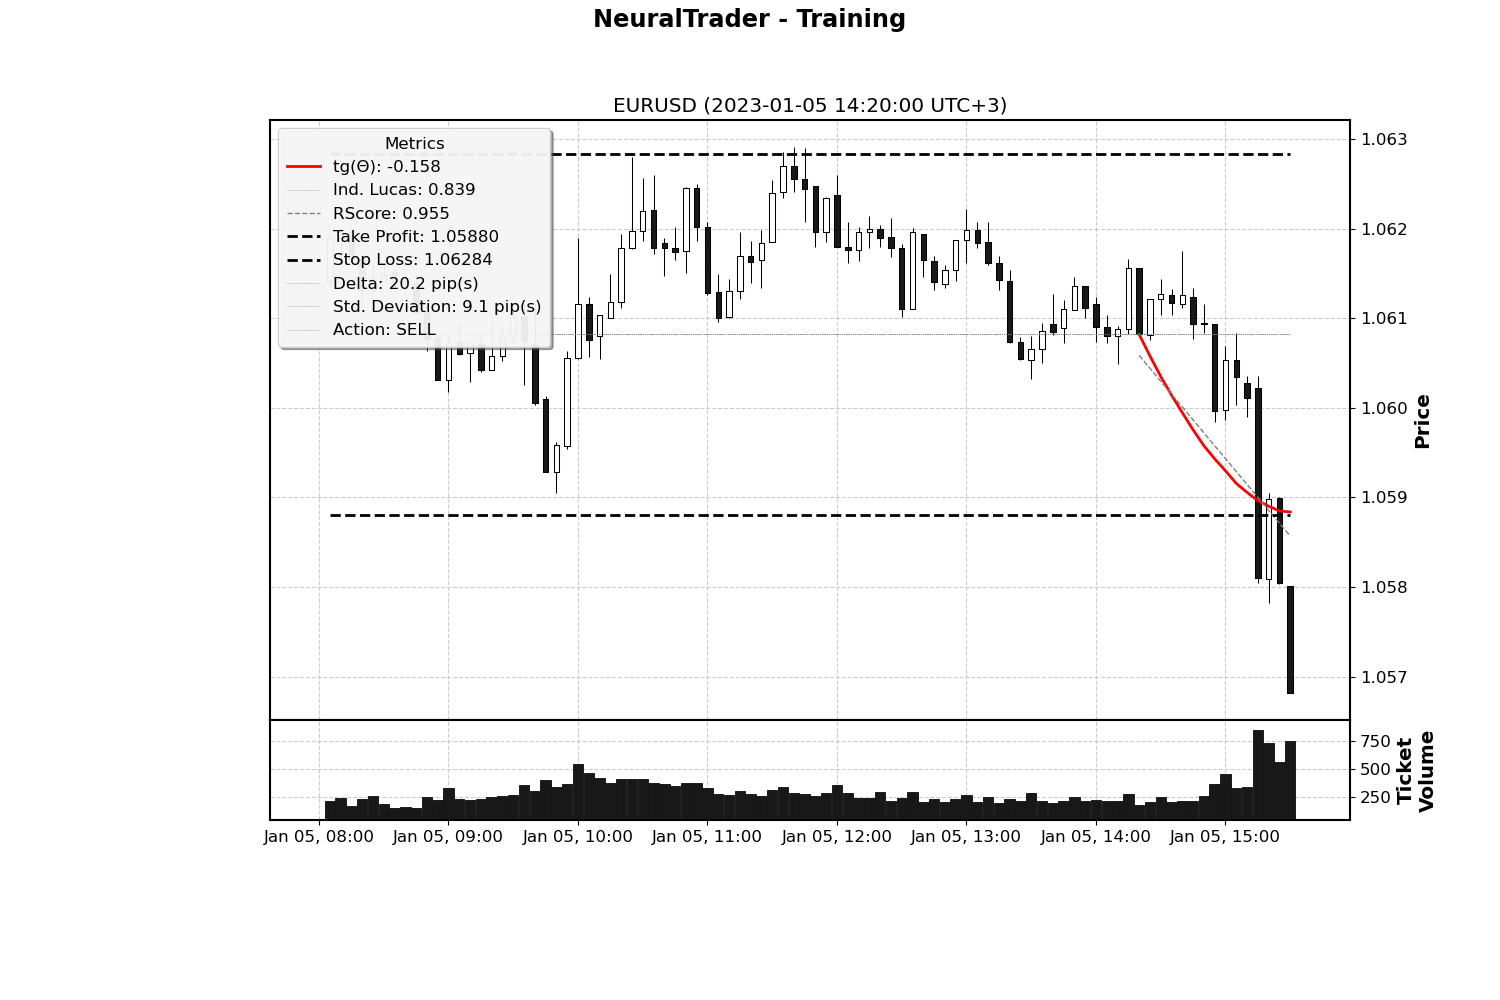 NeuralTrader - Training
EURUSD (2023-01-05 14:20:00 UTC+3)
Metrics
tg(Θ): -0.158
Ind. Lucas: 0.839
RScore: 0.955
Take Profit: 1.05880
Stop Loss: 1.06284
Delta: 20.2 pip(s)
Std. Deviation: 9.1 pip(s)
Action: SELL
1.063
1.062
1.061
1.060
1.059
1.058
1.057
Price
750
500
250
Ticket
Volume
Jan 05, 08:00
Jan 05, 09:00
Jan 05, 10:00
Jan 05, 11:00
Jan 05, 12:00
Jan 05, 13:00
Jan 05, 14:00
Jan 05, 15:00